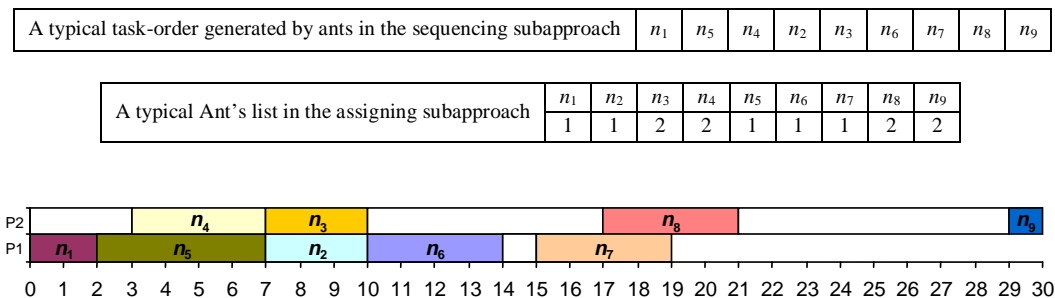 A typical task-order generated by ants in the sequencing subapproach n1 n5 n4 n2 n3 n6 n7 n8 n9
A typical Ant's list in the assigning subapproach n1 n2 n3 n4 n5 n6 n7 n8 n9
1 1 2 2 1 1 1 2 2
P2 n4 n3 n8 n9
P1 n1 n5 n2 n6 n7
0 1 2 3 4 5 6 7 8 9 10 11 12 13 14 15 16 17 18 19 20 21 22 23 24 25 26 27 28 29 30